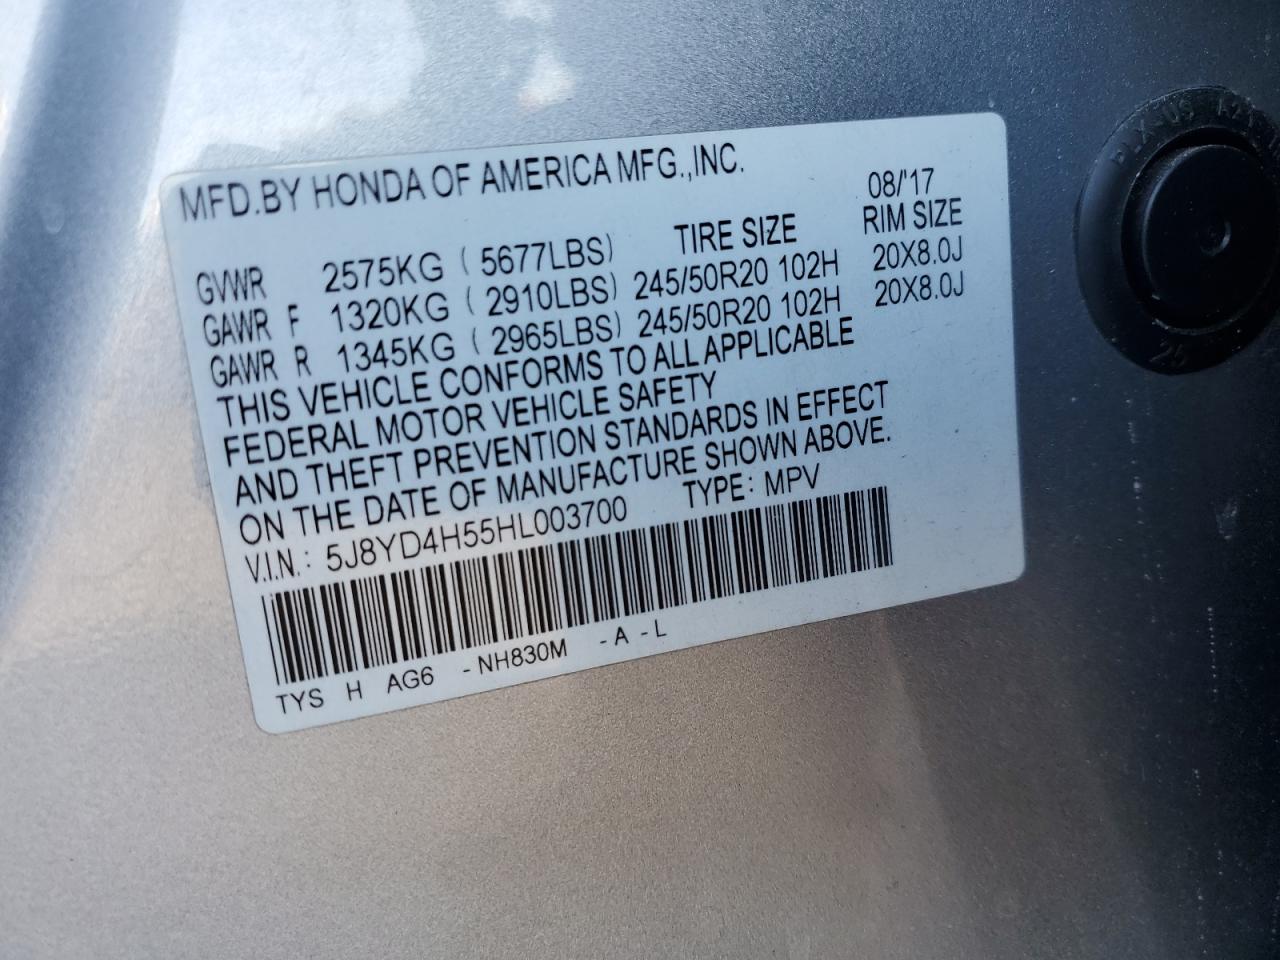 MFD.BY HONDA OF AMERICA MFG.,INC.
08/'17
TIRE SIZE RIM SIZE
GVWR 2575KG ( 5677LBS)
GAWR F 1320KG ( 2910LBS) 245/50R20 102H 20X8.0J
GAWR R 1345KG ( 2965LBS) 245/50R20 102H 20X8.0J
THIS VEHICLE CONFORMS TO ALL APPLICABLE
FEDERAL MOTOR VEHICLE SAFETY
AND THEFT PREVENTION STANDARDS IN EFFECT
ON THE DATE OF MANUFACTURE SHOWN ABOVE.
V.I.N.: 5J8YD4H55HL003700 TYPE: MPV
TYS H AG6 -NH830M -A -L
25